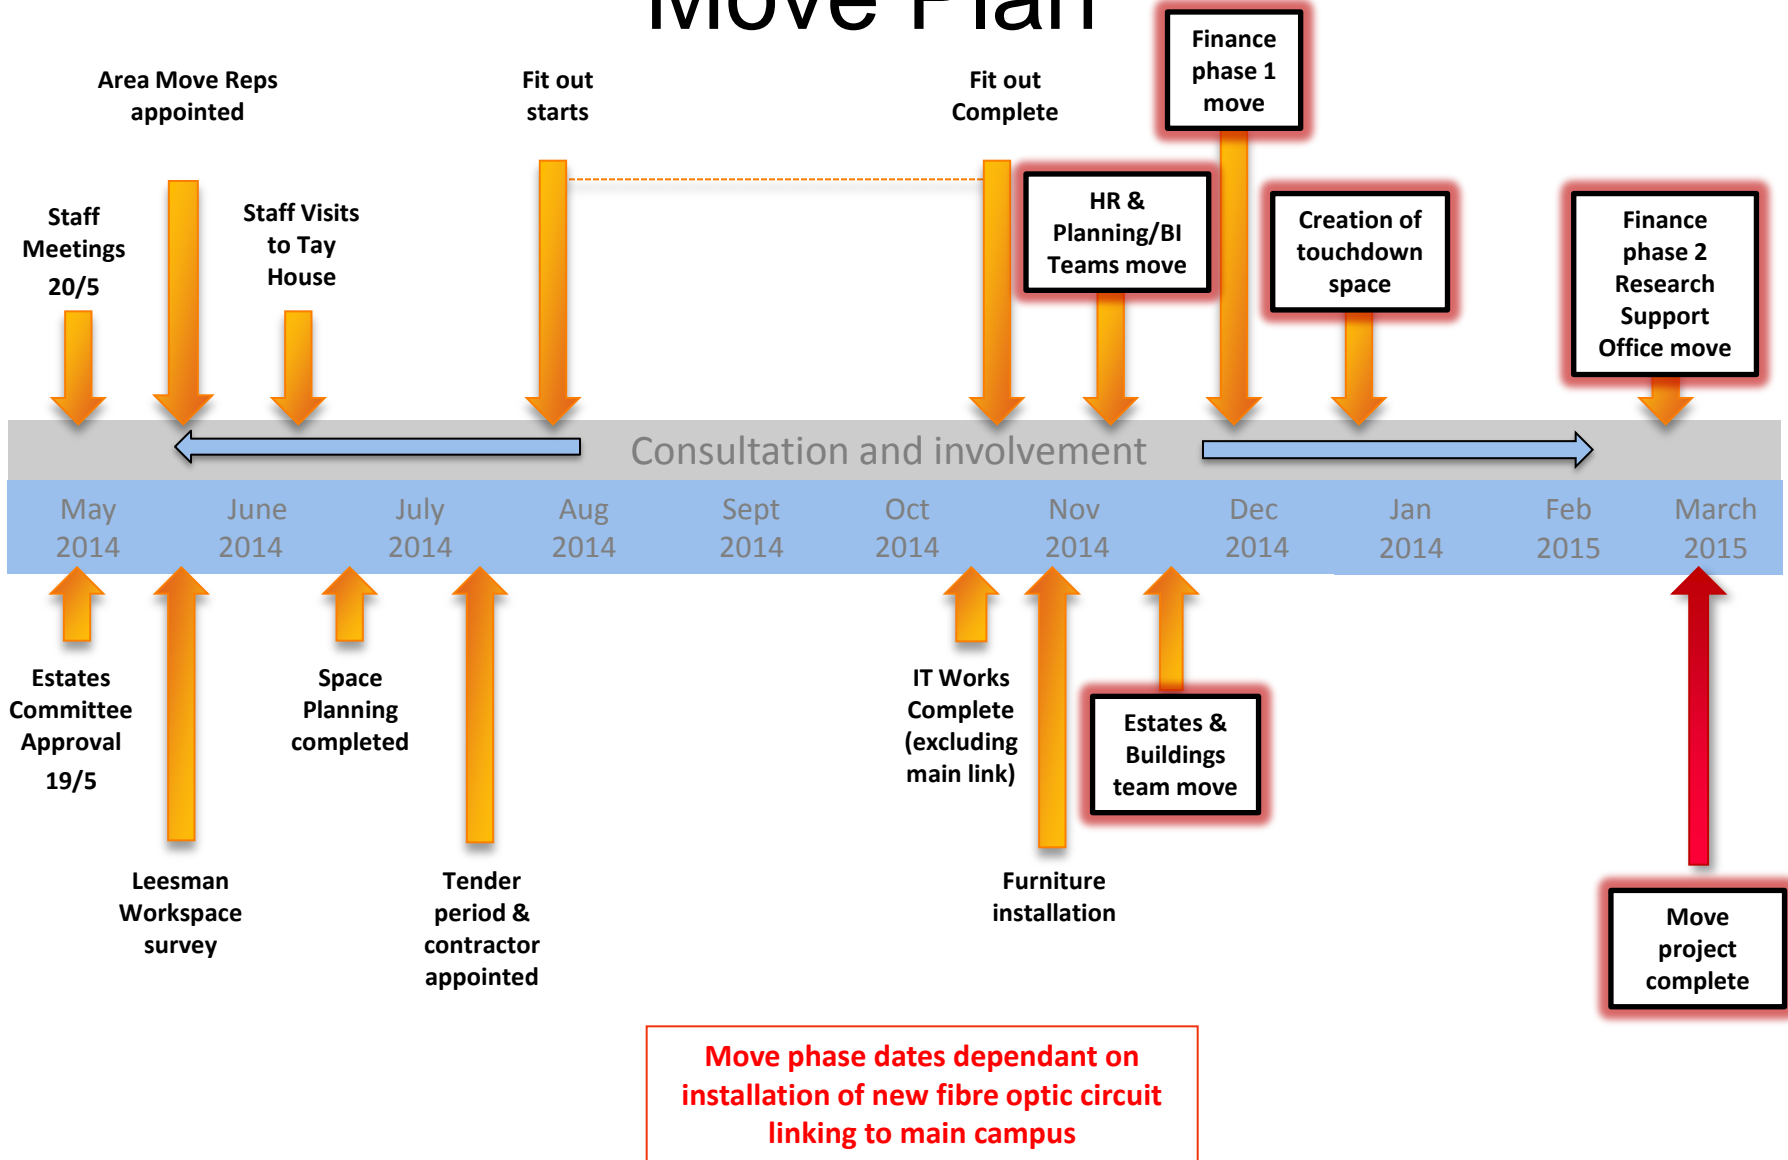 Move Plan
Area Move Reps
appointed
Fit out
starts
Fit out
Complete
Finance
phase 1
move
Staff
Meetings
20/5
Staff Visits
to Tay
House
HR &
Planning/BI
Teams move
Creation of
touchdown
space
Finance
phase 2
Research
Support
Office move
Consultation and involvement
May
2014
June
2014
July
2014
Aug
2014
Sept
2014
Oct
2014
Nov
2014
Dec
2014
Jan
2014
Feb
2015
March
2015
Estates
Committee
Approval
19/5
Space
Planning
completed
IT Works
Complete
(excluding
main link)
Estates &
Buildings
team move
Leesman
Workspace
survey
Tender
period &
contractor
appointed
Furniture
installation
Move
project
complete
Move phase dates dependant on
installation of new fibre optic circuit
linking to main campus